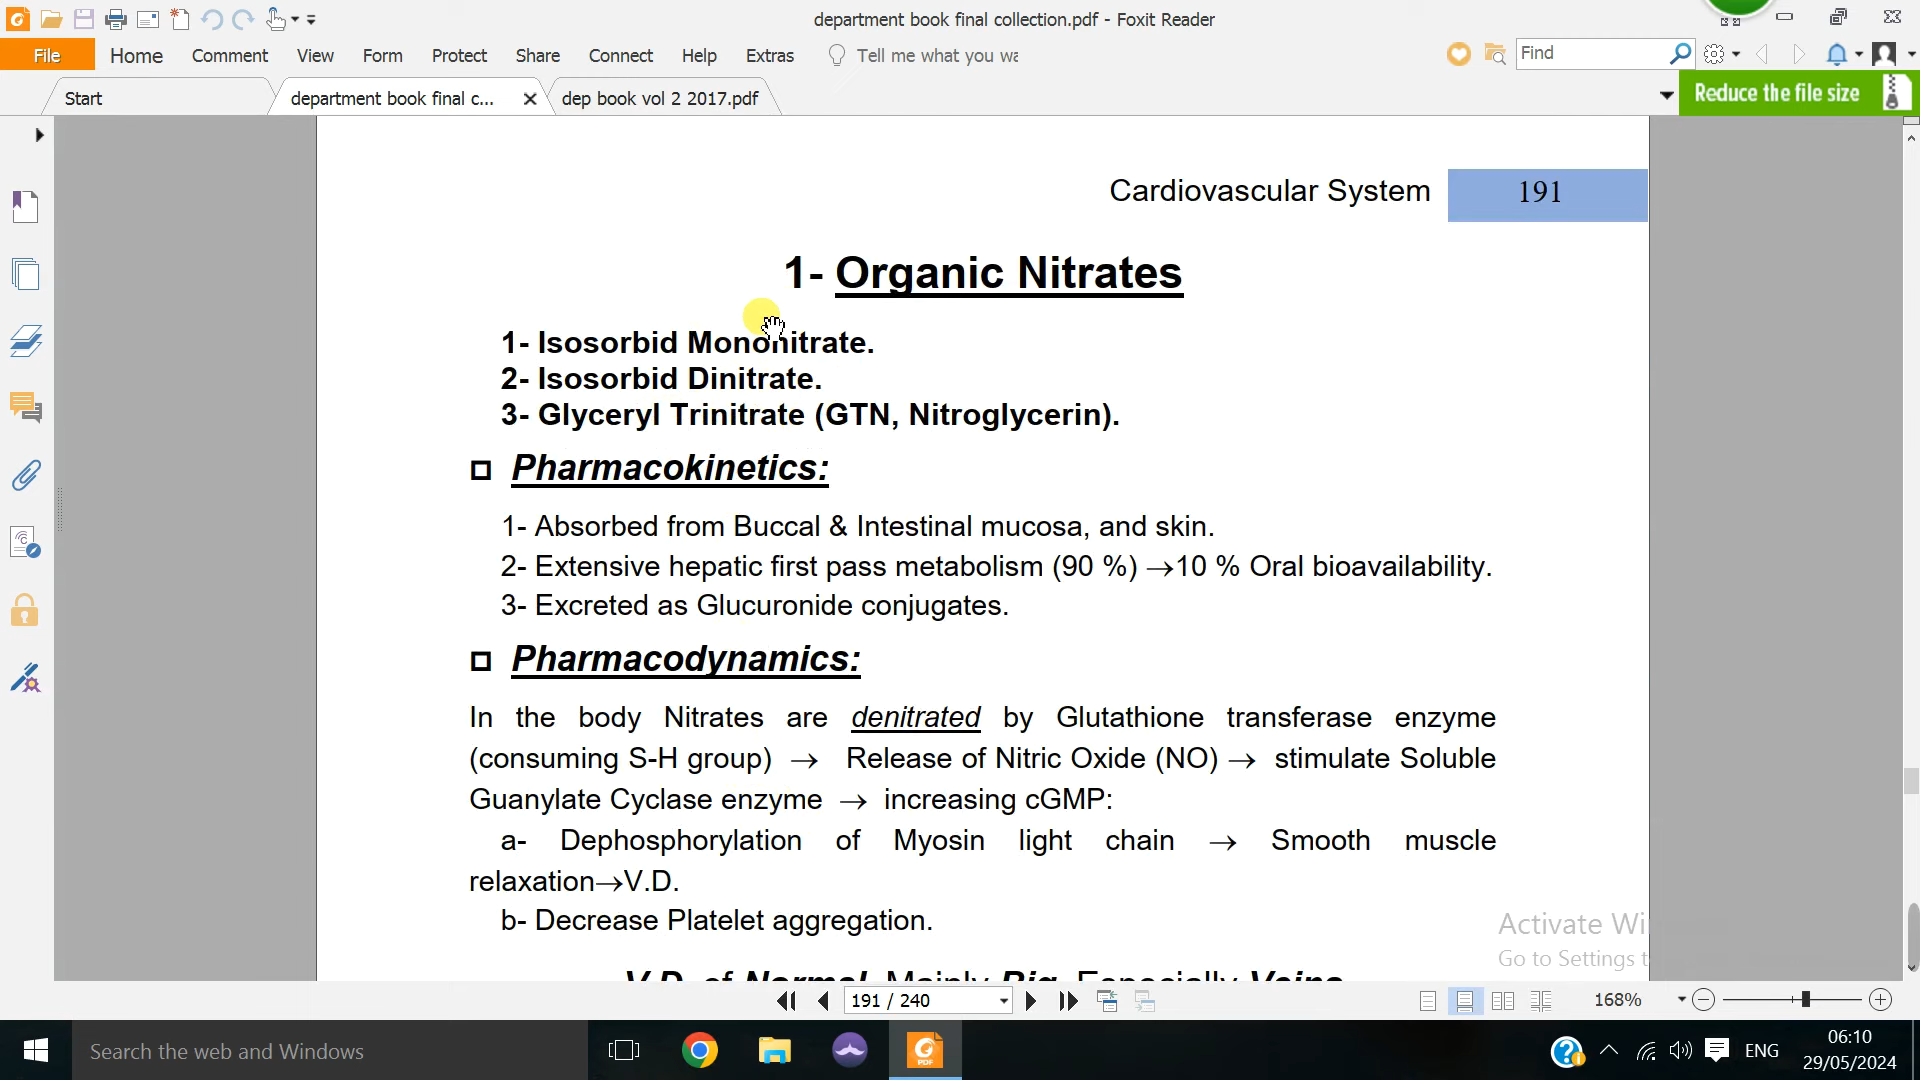 department book final collection.pdf - Foxit Reader
File Home Comment View Form Protect Share Connect Help Extras Tell me what you wa Find
Start department book final c... dep book vol 2 2017.pdf Reduce the file size
Cardiovascular System 191
1- Organic Nitrates
1- Isosorbid Mononitrate.
2- Isosorbid Dinitrate.
3- Glyceryl Trinitrate (GTN, Nitroglycerin).
Pharmacokinetics:
1- Absorbed from Buccal & Intestinal mucosa, and skin.
2- Extensive hepatic first pass metabolism (90 %) →10 % Oral bioavailability.
3- Excreted as Glucuronide conjugates.
Pharmacodynamics:
In the body Nitrates are denitrated by Glutathione transferase enzyme
(consuming S-H group) → Release of Nitric Oxide (NO) → stimulate Soluble
Guanylate Cyclase enzyme → increasing cGMP:
a- Dephosphorylation of Myosin light chain → Smooth muscle
relaxation→V.D.
b- Decrease Platelet aggregation.
Activate Wi
Go to Settings t
V.D. of Normal, Mainly Big, Especially Veins
191 / 240 168%
Search the web and Windows PDF ENG 06:10
29/05/2024